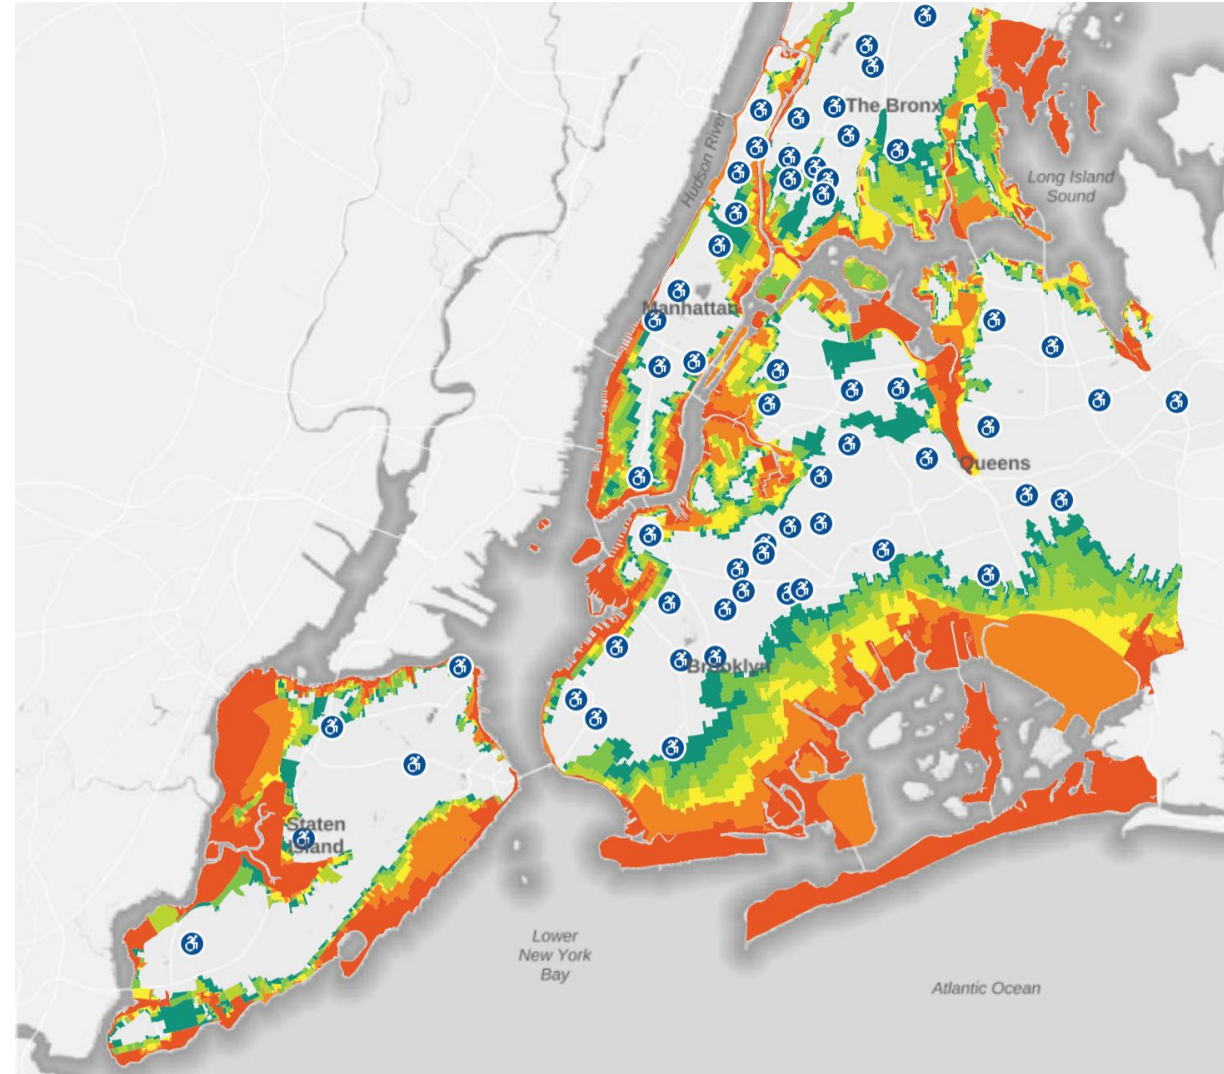 The Bronx
Hudson River
Long Island
Sound
Manhattan
Queens
Brooklyn
Staten
Island
Lower
New York
Bay
Atlantic Ocean